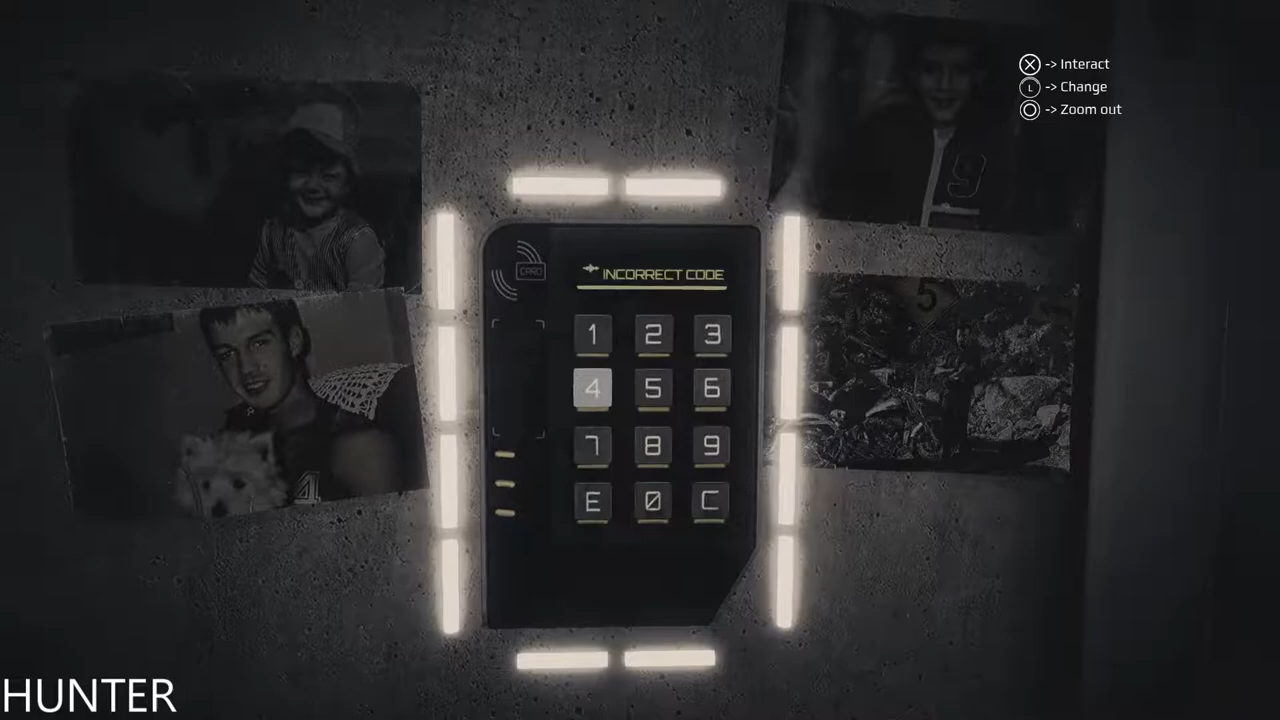 -> Interact
L -> Change
-> Zoom out
9
CARD
INCORRECT CODE
5
1 2 3
4 5 6
7 8 9
E 0 C
4
HUNTER